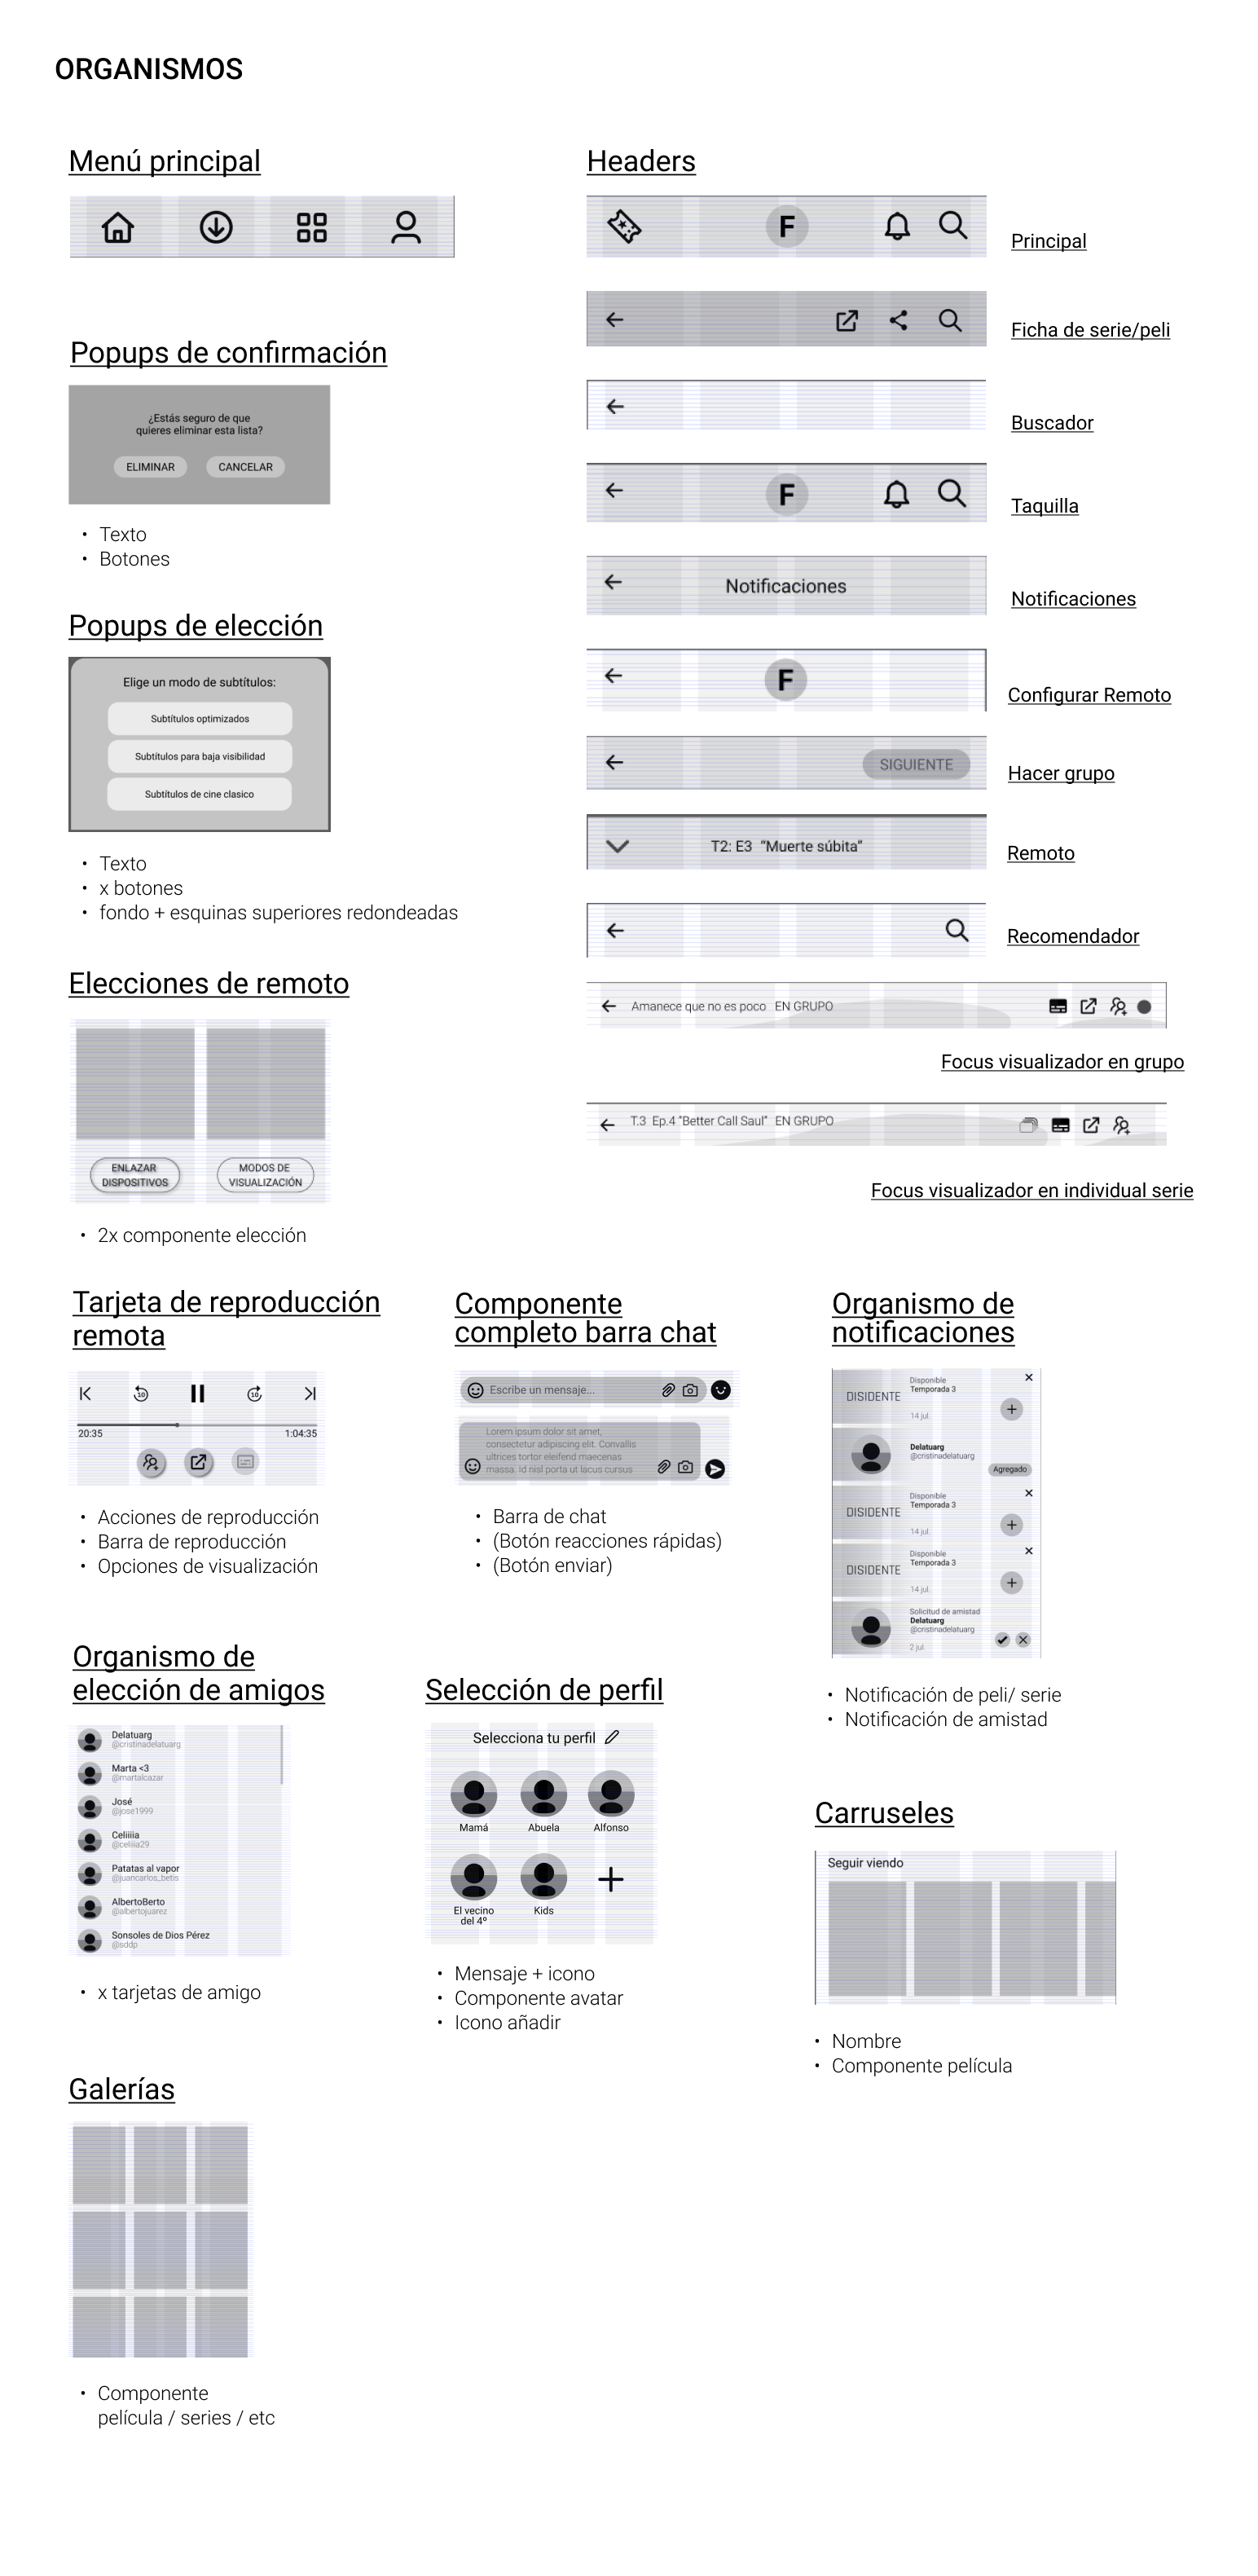 ORGANISMOS
Menú principal
Popups de confirmación
¿Estás seguro de que
quieres eliminar esta lista?
ELIMINAR
CANCELAR
• Texto
• Botones
Popups de elección
Elige un modo de subtítulos:
Subtítulos optimizados
Subtítulos para baja visibilidad
Subtítulos de cine clasico
• Texto
• x botones
• fondo + esquinas superiores redondeadas
Elecciones de remoto
ENLAZAR
DISPOSITIVOS
MODOS DE
VISUALIZACIÓN
• 2x componente elección
Headers
F
Principal
Ficha de serie/peli
Buscador
F
Taquilla
Notificaciones
Notificaciones
F
Configurar Remoto
SIGUIENTE
Hacer grupo
T2: E3 “Muerte súbita”
Remoto
Recomendador
Amanece que no es poco EN GRUPO
Focus visualizador en grupo
T.3 Ep.4 "Better Call Saul" EN GRUPO
Focus visualizador en individual serie
Tarjeta de reproducción
remota
10
10
20:35
1:04:35
• Acciones de reproducción
• Barra de reproducción
• Opciones de visualización
Componente
completo barra chat
Escribe un mensaje...
Lorem ipsum dolor sit amet,
consectetur adipiscing elit. Convallis
ultrices tortor eleifend maecenas
massa. Id nisl porta ut lacus cursus
• Barra de chat
• (Botón reacciones rápidas)
• (Botón enviar)
Organismo de
notificaciones
DISIDENTE
Disponible
Temporada 3
14 jul.
Delatuarg
@cristinadelatuarg
Agregado
DISIDENTE
Disponible
Temporada 3
14 jul.
DISIDENTE
Disponible
Temporada 3
14 jul.
Solicitud de amistad
Delatuarg
@cristinadelatuarg
2 jul.
• Notificación de peli/ serie
• Notificación de amistad
Organismo de
elección de amigos
Delatuarg
@cristinadelatuarg
Marta <3
@martalcazar
José
@jose1999
Celiiiia
@celiiia29
Patatas al vapor
@juancarlos_betis
AlbertoBerto
@albertojuarez
Sonsoles de Dios Pérez
@sddp
• x tarjetas de amigo
Selección de perfil
Selecciona tu perfil
Mamá
Abuela
Alfonso
El vecino
del 4º
Kids
• Mensaje + icono
• Componente avatar
• Icono añadir
Carruseles
Seguir viendo
• Nombre
• Componente película
Galerías
• Componente
película / series / etc